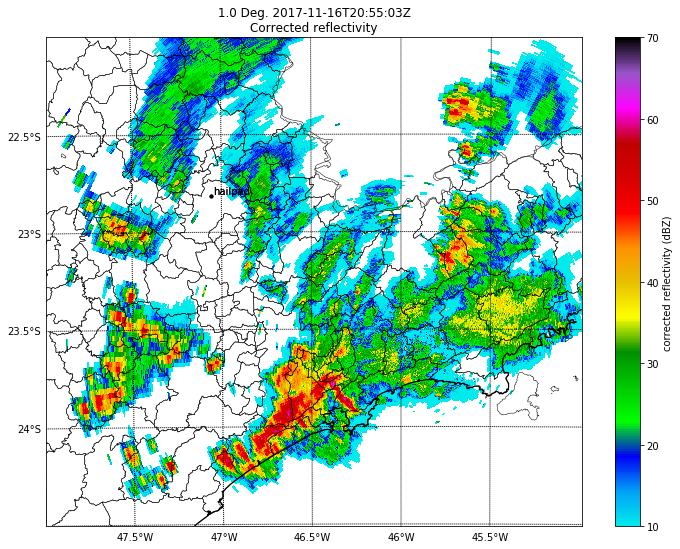 1.0 Deg. 2017-11-16T20:55:03Z
Corrected reflectivity
22.5°S
23°S
23.5°S
24°S
hailpad
47.5°W
47°W
46.5°W
46°W
45.5°W
70
60
50
40
30
20
10
corrected reflectivity (dBZ)